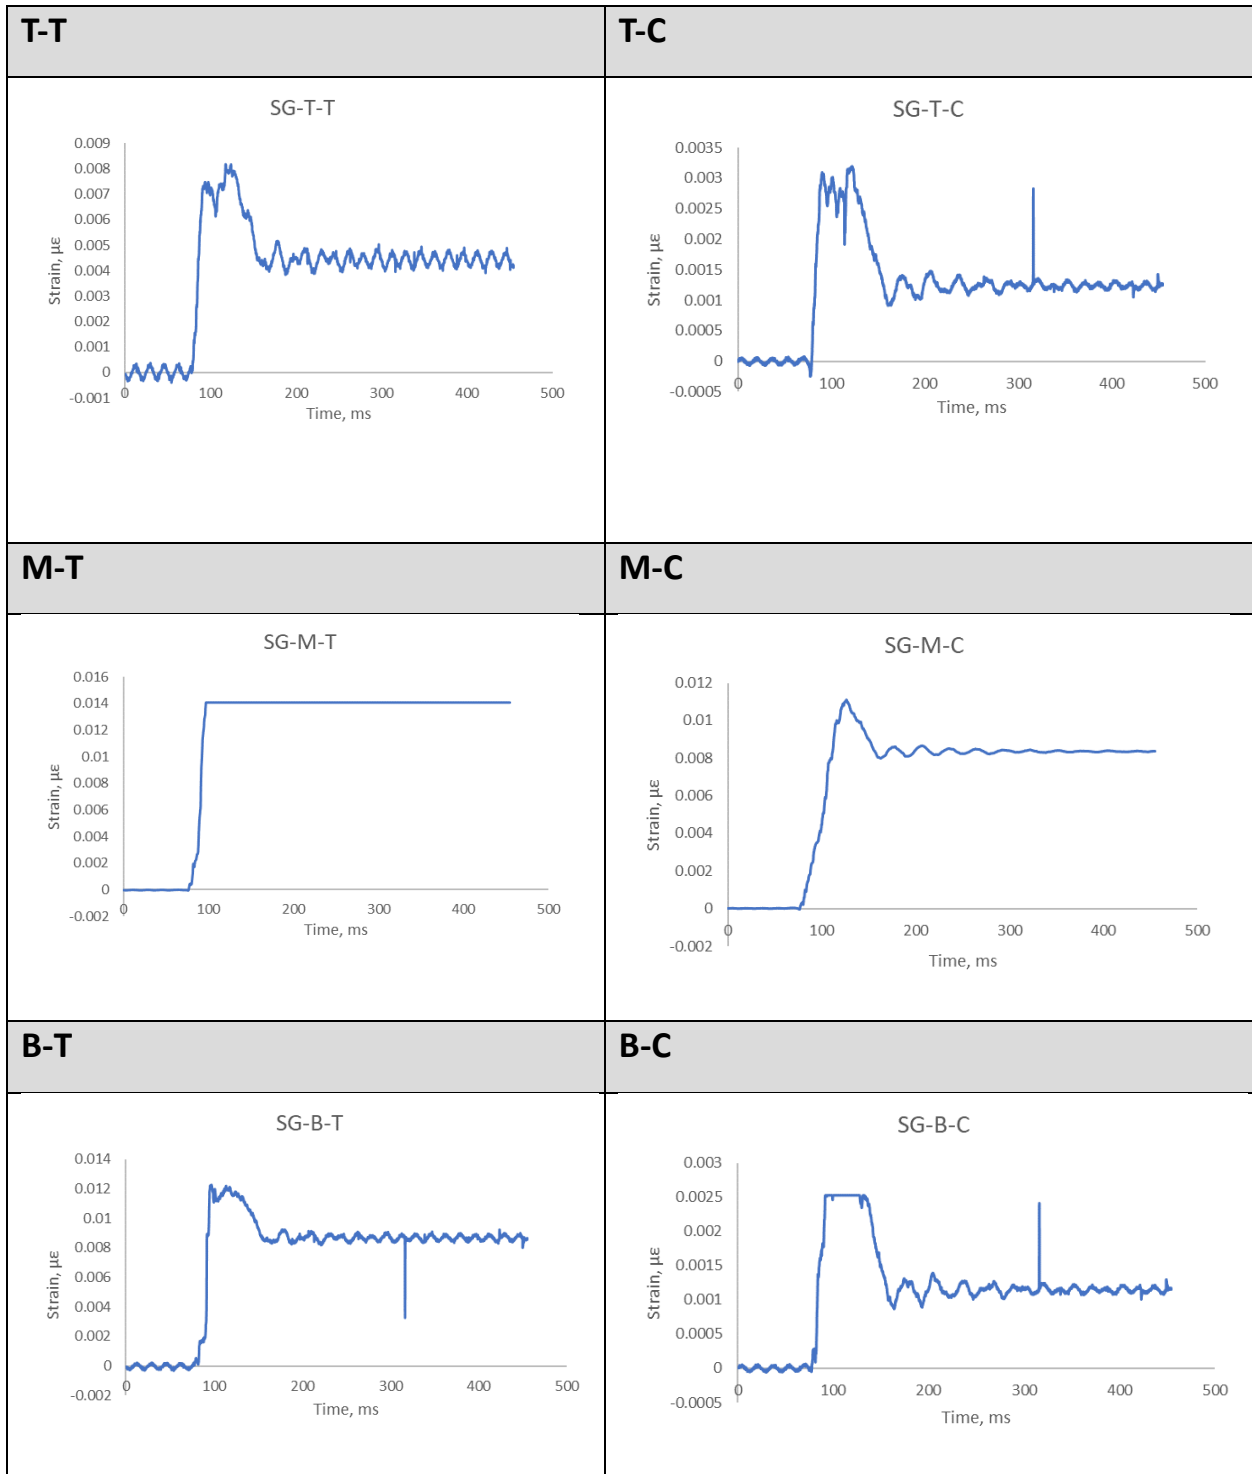 T-T
T-C
SG-T-T
0.009
0.008
0.007
0.006
0.005
0.004
0.003
0.002
0.001
0
-0.001
0 100 200 300 400 500
Strain, µε
Time, ms
SG-T-C
0.0035
0.003
0.0025
0.002
0.0015
0.001
0.0005
0
-0.0005
0 100 200 300 400 500
Strain, µε
Time, ms
M-T
M-C
SG-M-T
0.016
0.014
0.012
0.01
0.008
0.006
0.004
0.002
0
-0.002
0 100 200 300 400 500
Strain, µε
Time, ms
SG-M-C
0.012
0.01
0.008
0.006
0.004
0.002
0
-0.002
0 100 200 300 400 500
Strain, µε
Time, ms
B-T
B-C
SG-B-T
0.014
0.012
0.01
0.008
0.006
0.004
0.002
0
-0.002
0 100 200 300 400 500
Strain, µε
Time, ms
SG-B-C
0.003
0.0025
0.002
0.0015
0.001
0.0005
0
-0.0005
0 100 200 300 400 500
Strain, µε
Time, ms